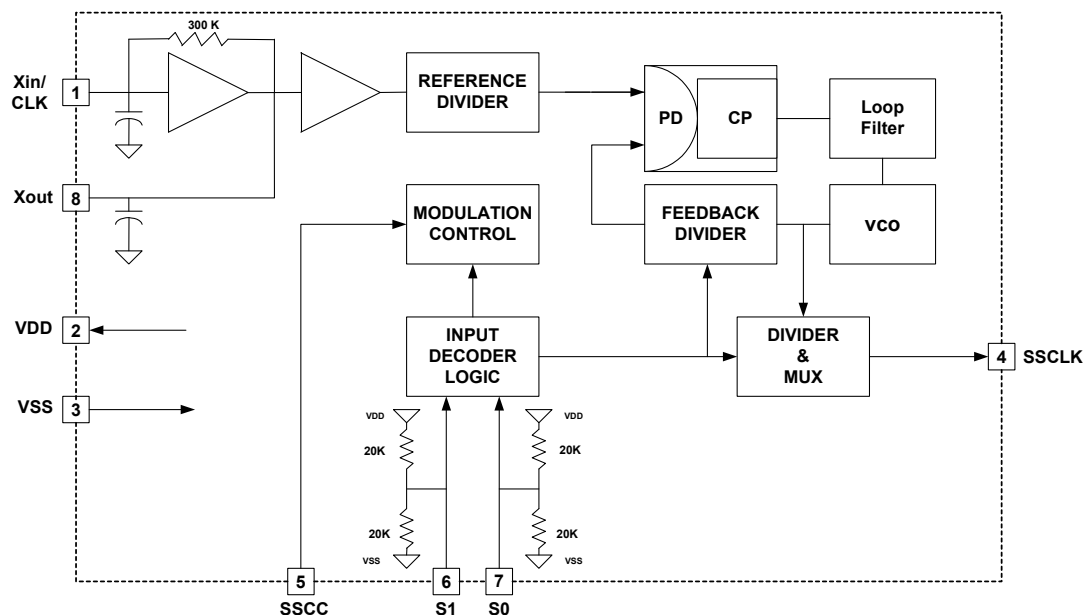 300 K
Xin/
CLK
1
REFERENCE
DIVIDER
PD
CP
Loop
Filter
Xout
8
MODULATION
CONTROL
FEEDBACK
DIVIDER
vco
VDD
2
INPUT
DECODER
LOGIC
DIVIDER
&
MUX
4
SSCLK
VSS
3
VDD
VDD
20K
20K
20K
20K
VSS
VSS
5
6
7
SSCC
S1
S0